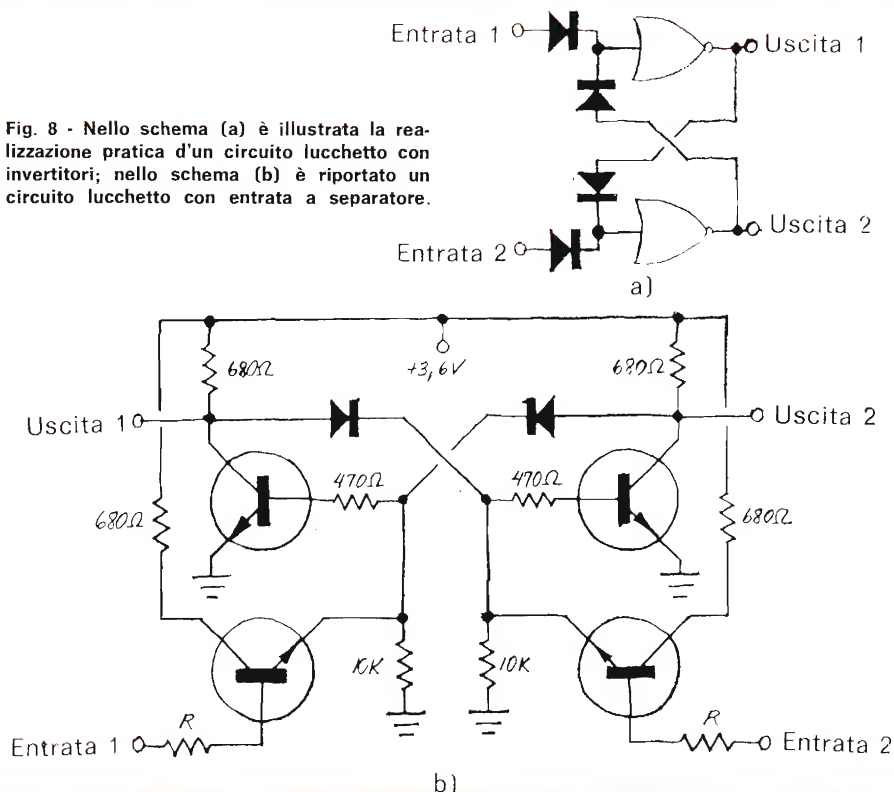 Entrata 1
Uscita 1
Fig. 8 - Nello schema (a) è illustrata la rea-
lizzazione pratica d'un circuito lucchetto con
invertitori; nello schema (b) è riportato un
circuito lucchetto con entrata a separatore.
Entrata 2
Uscita 2
a)
680Ω
+3,6V
680Ω
Uscita 1
Uscita 2
470Ω
470Ω
680Ω
680Ω
10K
10K
R
R
Entrata 1
Entrata 2
b)